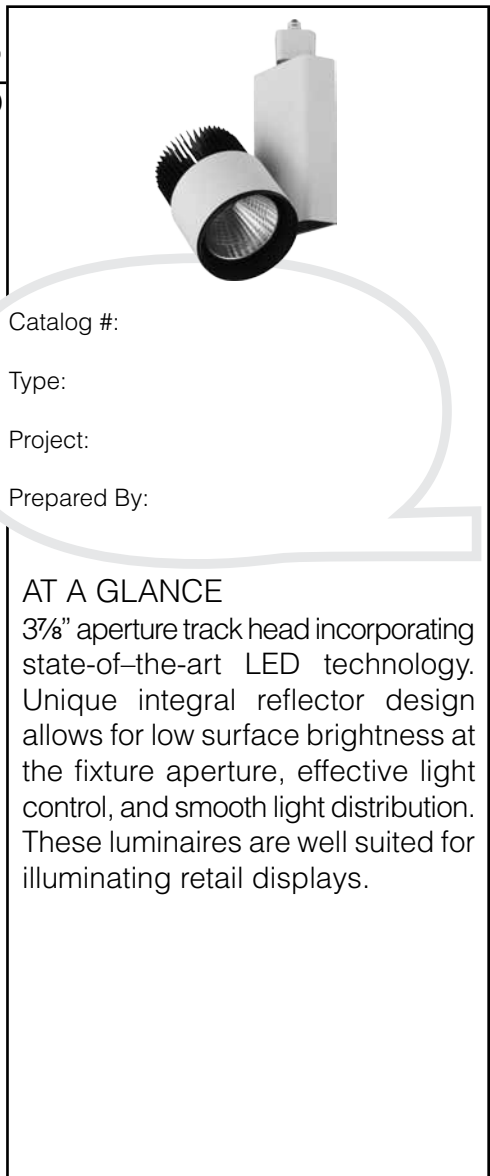 Catalog #:
Type:
Project:
Prepared By:
AT A GLANCE
3⅞” aperture track head incorporating
state-of–the-art LED technology.
Unique integral reflector design
allows for low surface brightness at
the fixture aperture, effective light
control, and smooth light distribution.
These luminaires are well suited for
illuminating retail displays.